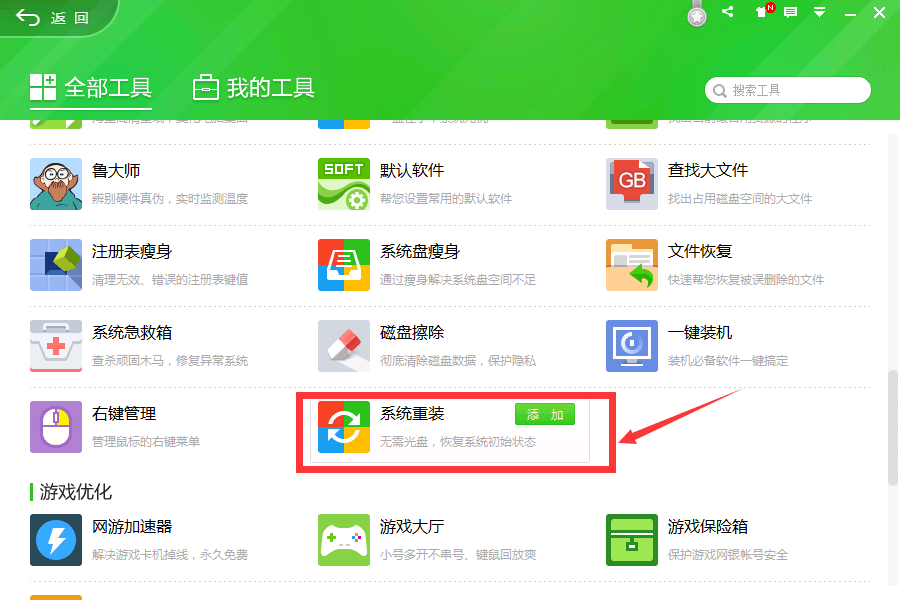 返 回
N
全部工具
我的工具
搜索工具
鲁大师
辨别硬件真伪，实时监测温度
SOFT
默认软件
帮您设置常用的默认软件
GB
查找大文件
找出占用磁盘空间的大文件
注册表瘦身
清理无效、错误的注册表键值
系统盘瘦身
通过瘦身解决系统盘空间不足
文件恢复
快速帮您恢复被误删除的文件
系统急救箱
查杀顽固木马，修复异常系统
磁盘擦除
彻底清除磁盘数据，保护隐私
一键装机
装机必备软件一键搞定
右键管理
管理鼠标的右键菜单
系统重装
添 加
无需光盘，恢复系统初始状态
游戏优化
网游加速器
解决游戏卡机掉线，永久免费
游戏大厅
小号多开不串号、键鼠回放爽
游戏保险箱
保护游戏网银帐号安全